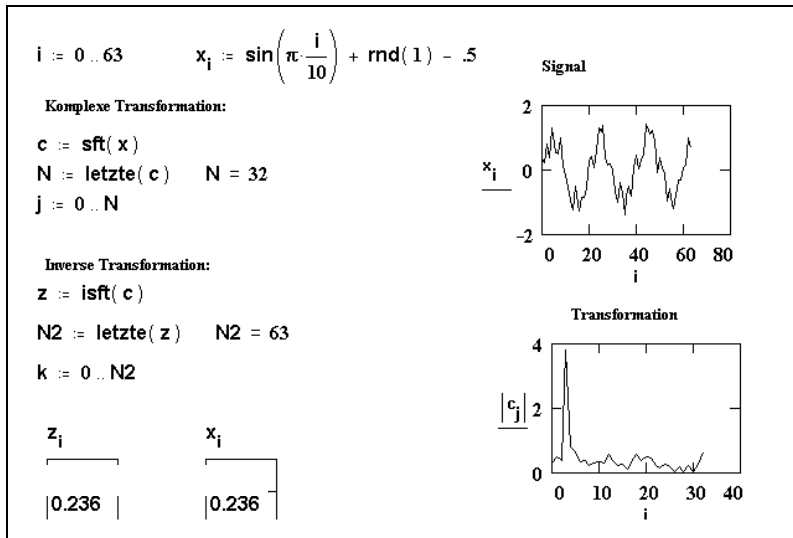 i := 0 .. 63    x_i := sin(π· i/10) + rnd(1) − .5
Komplexe Transformation:
c := sft(x)
N := letzte(c)    N = 32
j := 0 .. N
Inverse Transformation:
z := isft(c)
N2 := letzte(z)    N2 = 63
k := 0 .. N2
z_i    x_i
0.236    0.236
Signal
2
x_i    0
−2
0    20    40    60    80
i
Transformation
4
|c_j|    2
0
0    10    20    30    40
i